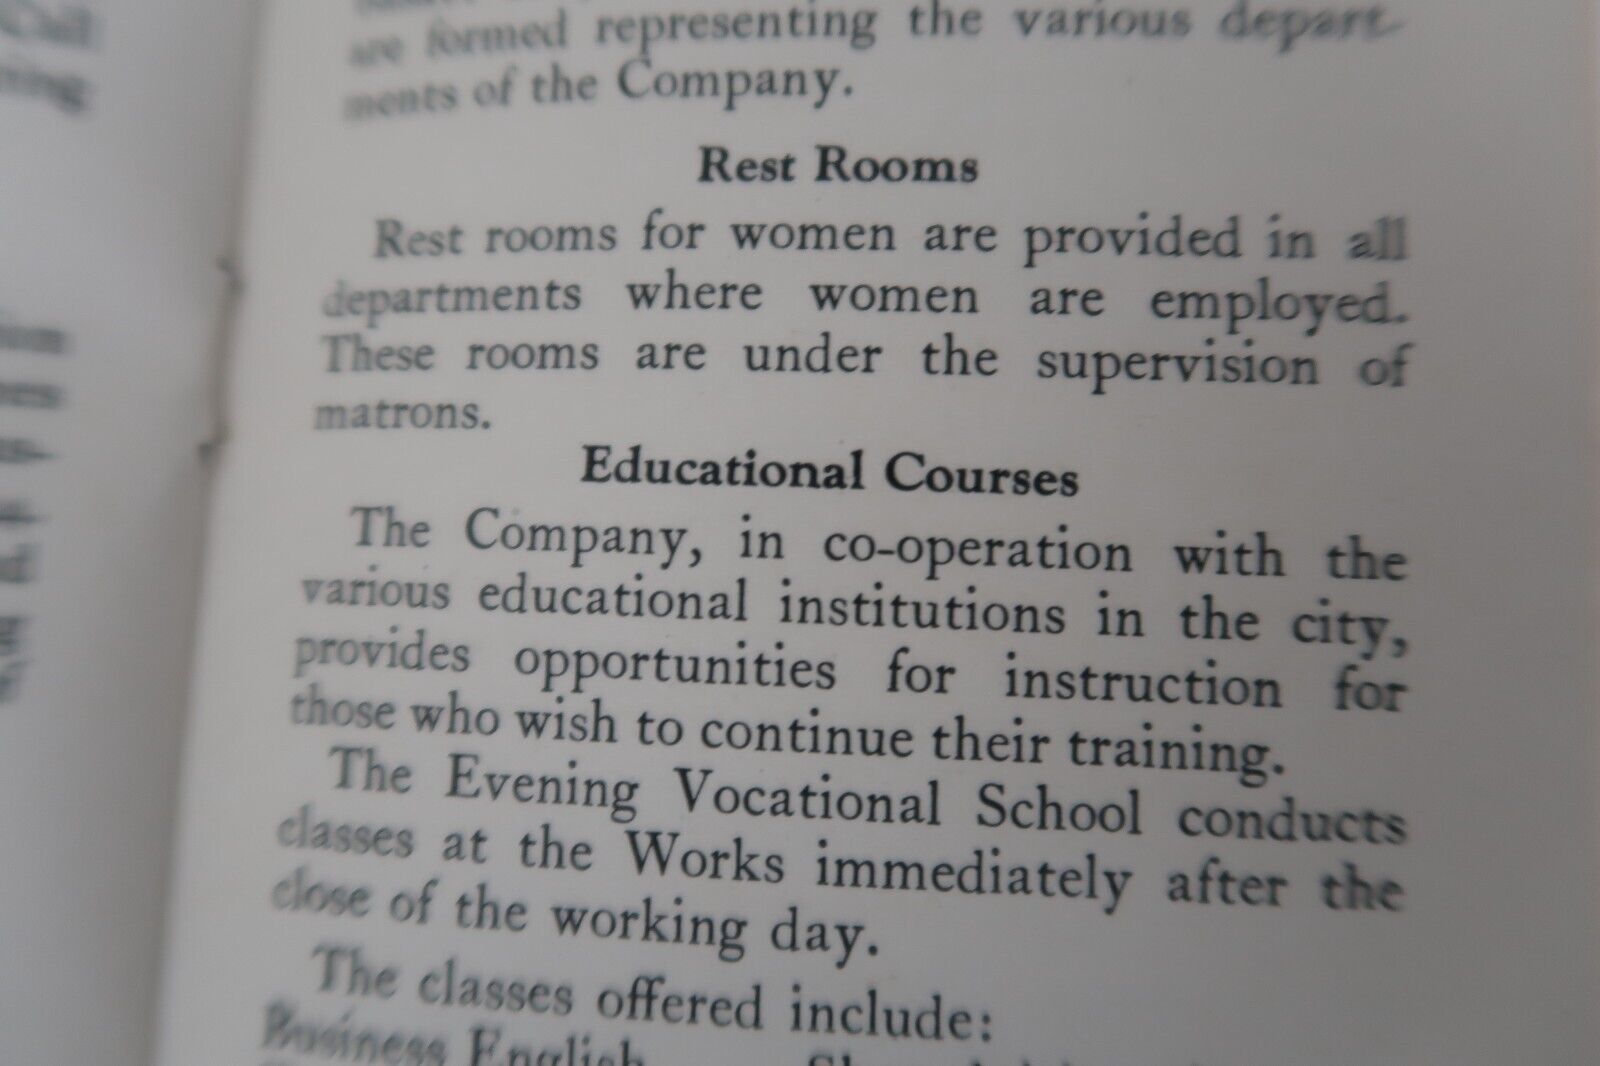 are formed representing the various depart-
ments of the Company.
Rest Rooms
Rest rooms for women are provided in all
departments where women are employed.
These rooms are under the supervision of
matrons.
Educational Courses
The Company, in co-operation with the
various educational institutions in the city,
provides opportunities for instruction for
those who wish to continue their training.
The Evening Vocational School conducts
classes at the Works immediately after the
close of the working day.
The classes offered include:
Business English